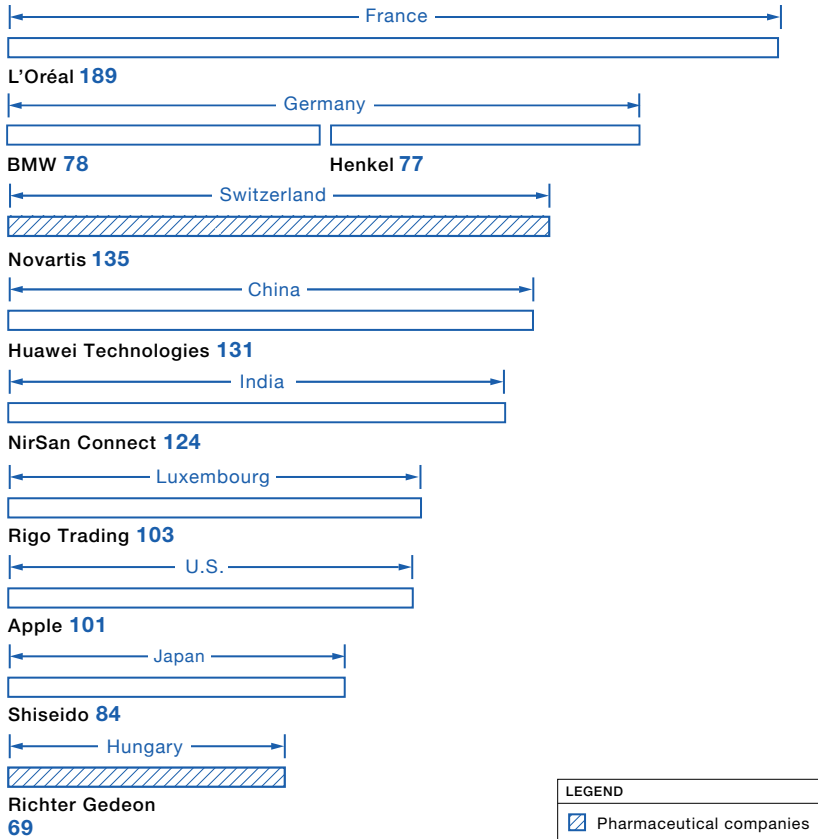 France
L'Oréal 189
Germany
BMW 78
Henkel 77
Switzerland
Novartis 135
China
Huawei Technologies 131
India
NirSan Connect 124
Luxembourg
Rigo Trading 103
U.S.
Apple 101
Japan
Shiseido 84
Hungary
Richter Gedeon
69
LEGEND
Pharmaceutical companies